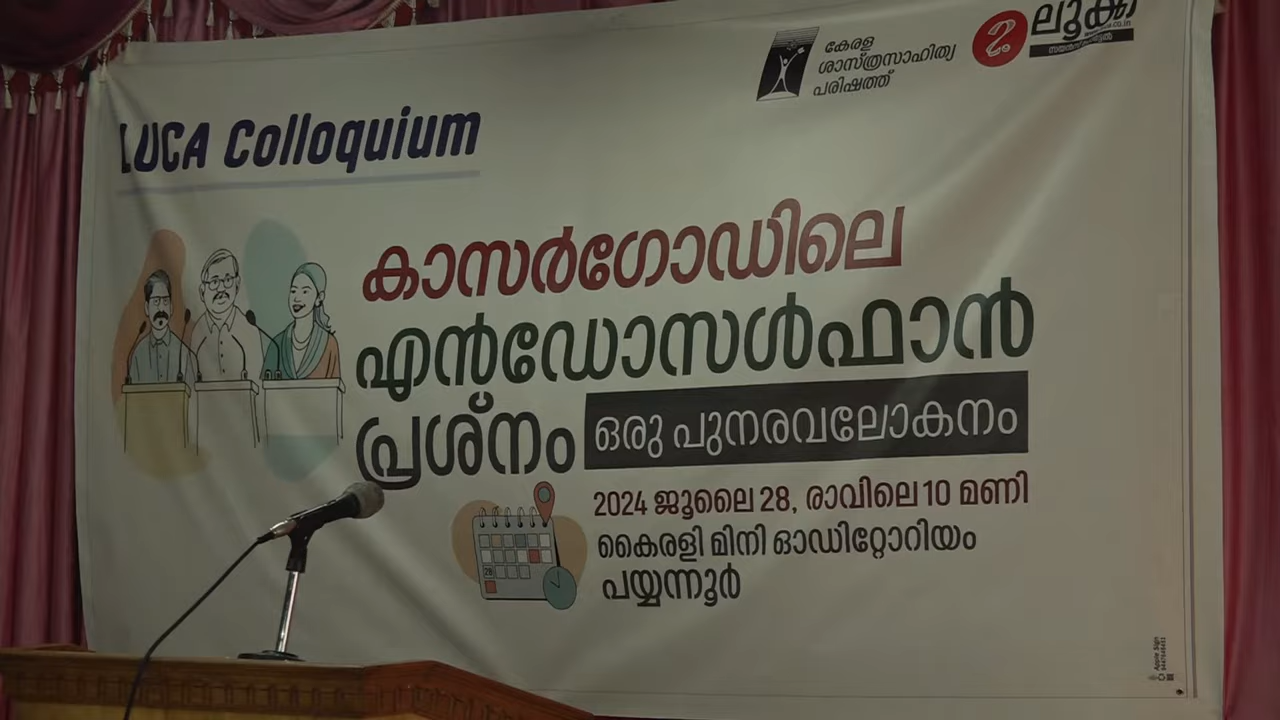 കേരള
ശാസ്ത്രസാഹിത്യ
പരിഷത്ത്
ലൂക്ക
LUCA Colloquium
കാസർഗോഡിലെ
എൻഡോസൾഫാൻ
പ്രശ്നം ഒരു പുനരവലോകനം
2024 ജൂലൈ 28, രാവിലെ 10 മണി
കൈരളി മിനി ഓഡിറ്റോറിയം
പയ്യന്നൂർ
28